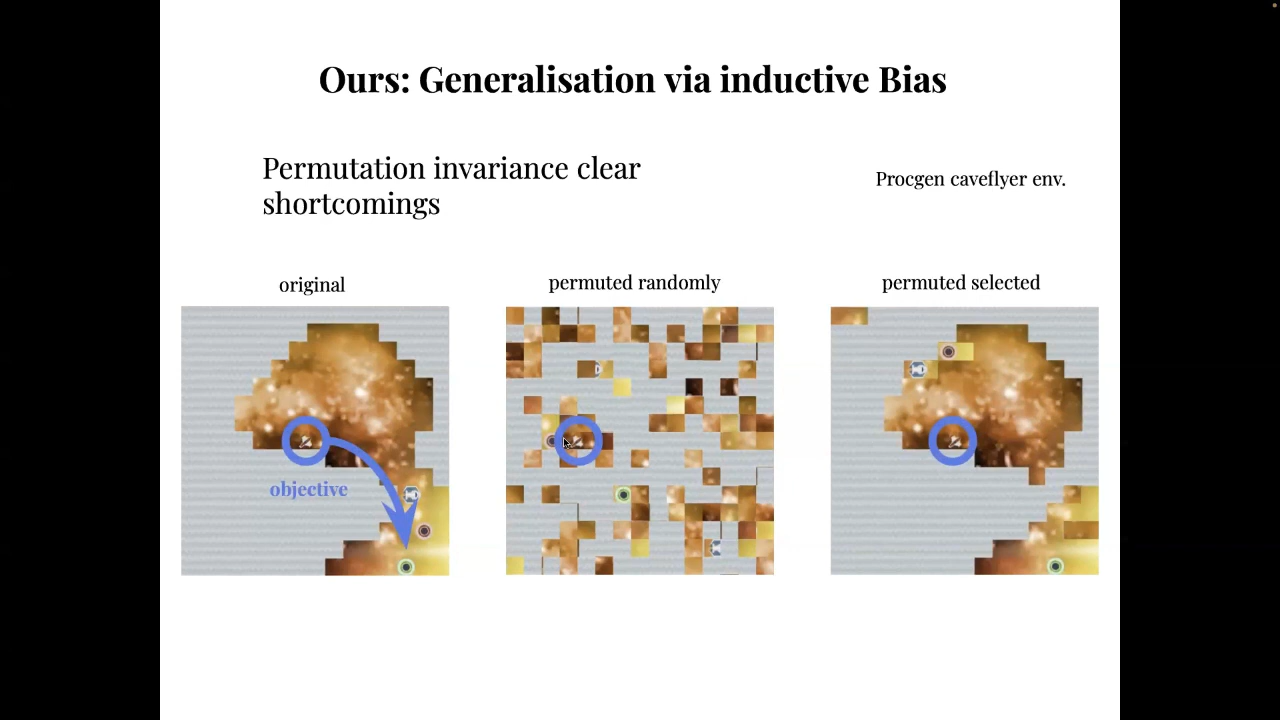 Ours: Generalisation via inductive Bias
Permutation invariance clear
shortcomings
Procgen caveflyer env.
original
permuted randomly
permuted selected
objective